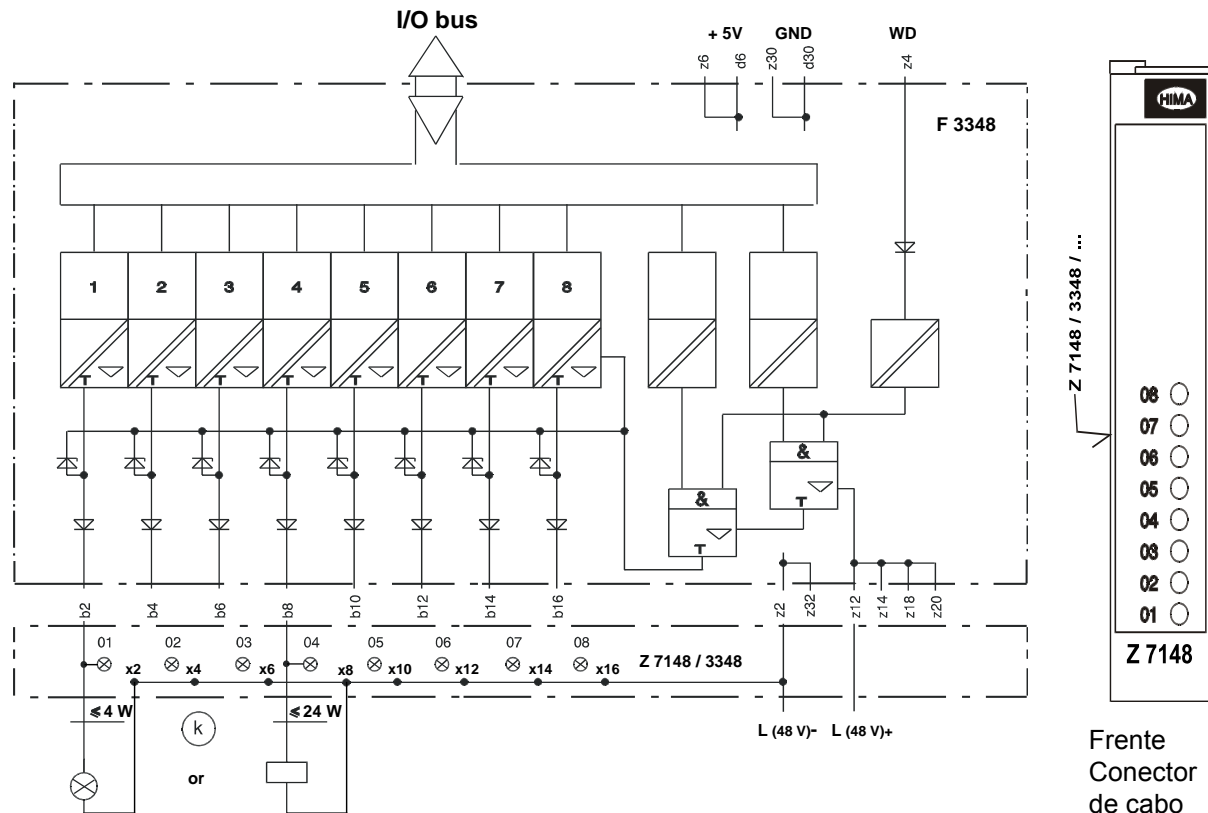 I/O bus
+ 5V GND WD
z6 d6 z30 d30 z4
HIMA
F 3348
Z 7148 / 3348 / ...
1 2 3 4 5 6 7 8
T T T T T T T T
&
T
&
T
08
07
06
05
04
03
02
01
Z 7148
b2 b4 b6 b8 b10 b12 b14 b16 z2 z32 z12 z14 z18 z20
01 02 03 04 05 06 07 08
x2 x4 x6 x8 x10 x12 x14 x16
Z 7148 / 3348
≤ 4 W k ≤ 24 W
L (48 V)- L (48 V)+
or
Frente
Conector
de cabo